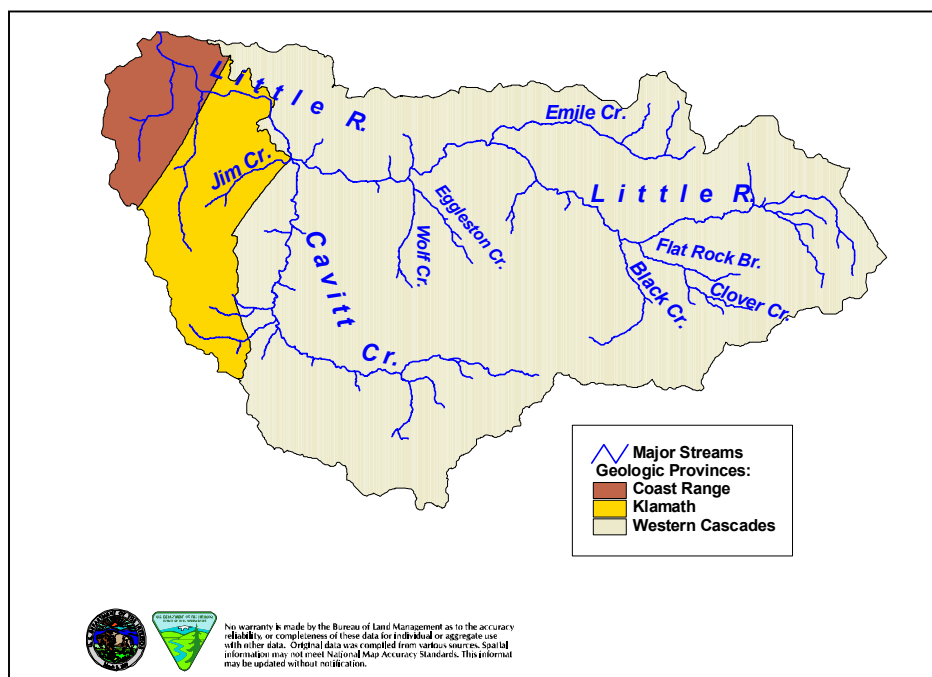 Little R.
Emile Cr.
Jim Cr.
Little R.
Eggleston Cr.
Wolf Cr.
Cavitt Cr.
Flat Rock Br.
Black Cr.
Clover Cr.
Major Streams
Geologic Provinces:
Coast Range
Klamath
Western Cascades
No warranty is made by the Bureau of Land Management as to the accuracy
reliability, or completeness of these data for individual or aggregate use
with other data. Original data was compiled from various sources. Spatial
information may not meet National Map Accuracy Standards. This informat
may be updated without notification.